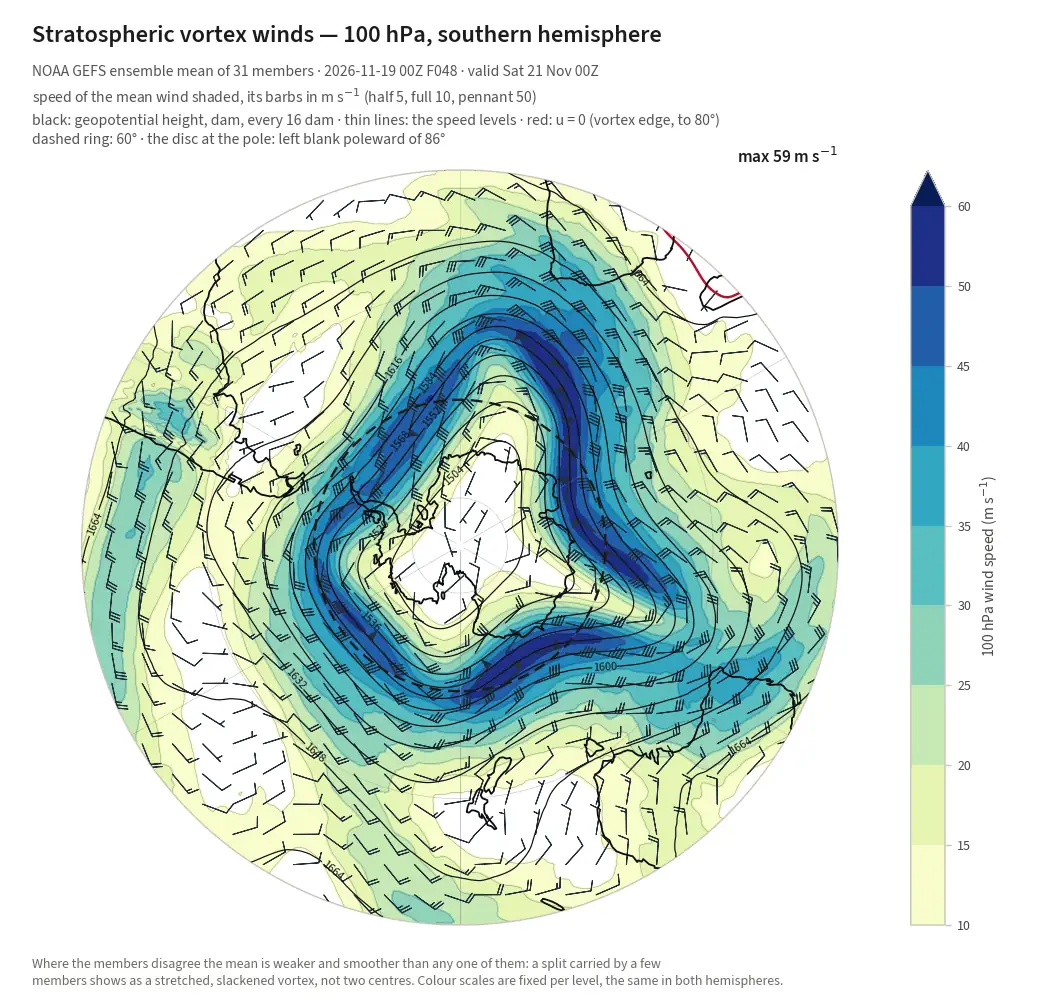 Stratospheric vortex winds — 100 hPa, southern hemisphere
NOAA GEFS ensemble mean of 31 members · 2026-11-19 00Z F048 · valid Sat 21 Nov 00Z
speed of the mean wind shaded, its barbs in m s⁻¹ (half 5, full 10, pennant 50)
black: geopotential height, dam, every 16 dam · thin lines: the speed levels · red: u = 0 (vortex edge, to 80°)
dashed ring: 60° · the disc at the pole: left blank poleward of 86°
max 59 m s⁻¹
60
50
45
40
35
30
25
20
15
10
100 hPa wind speed (m s⁻¹)
1664
1616
1584
1552
1568
1504
1664
1536
1600
1632
1648
1664
1664
Where the members disagree the mean is weaker and smoother than any one of them: a split carried by a few
members shows as a stretched, slackened vortex, not two centres. Colour scales are fixed per level, the same in both hemispheres.